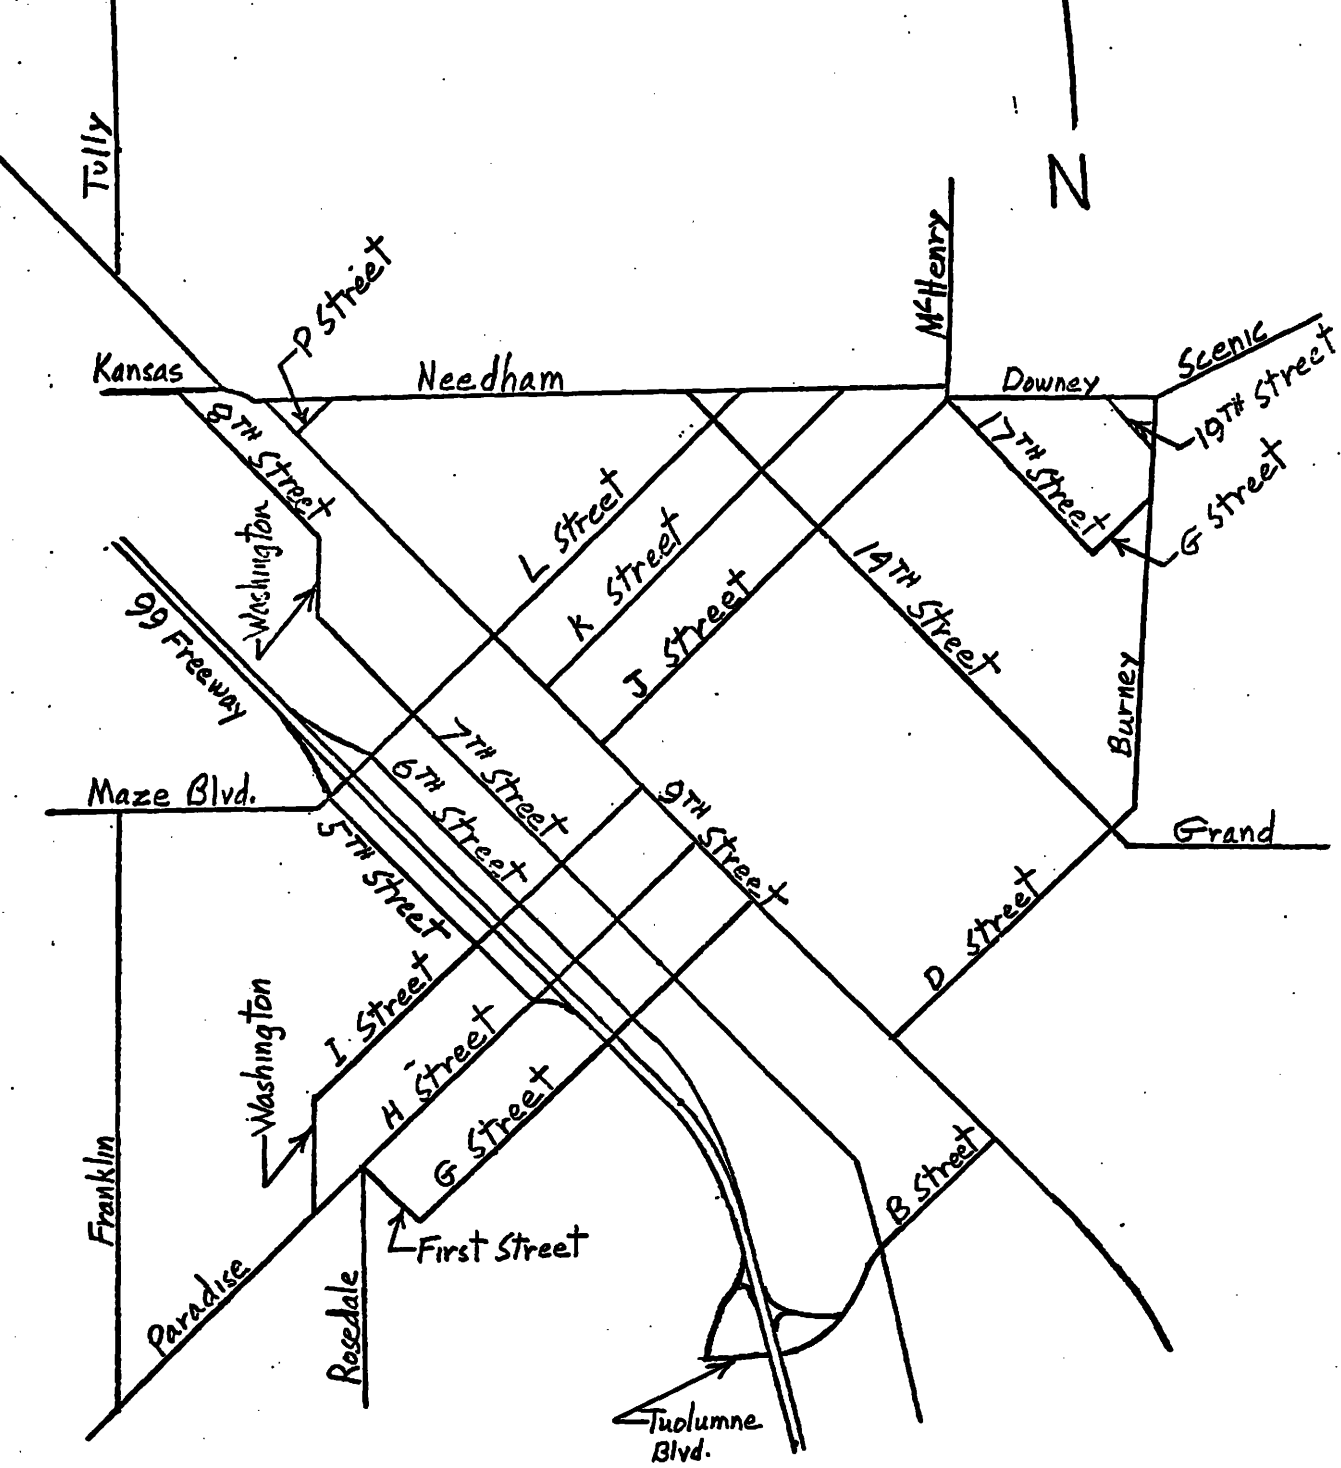 Tully
N
P Street
McHenry
Scenic
Kansas
Needham
Downey
19TH Street
8TH Street
17TH Street
G Street
L Street
Washington
K Street
14TH Street
J Street
99 Freeway
Burney
7TH Street
6TH Street
Maze Blvd.
9TH Street
5TH Street
Grand
D Street
I Street
Washington
H Street
G Street
Franklin
B Street
First Street
Paradise
Rosedale
Tuolumne
Blvd.